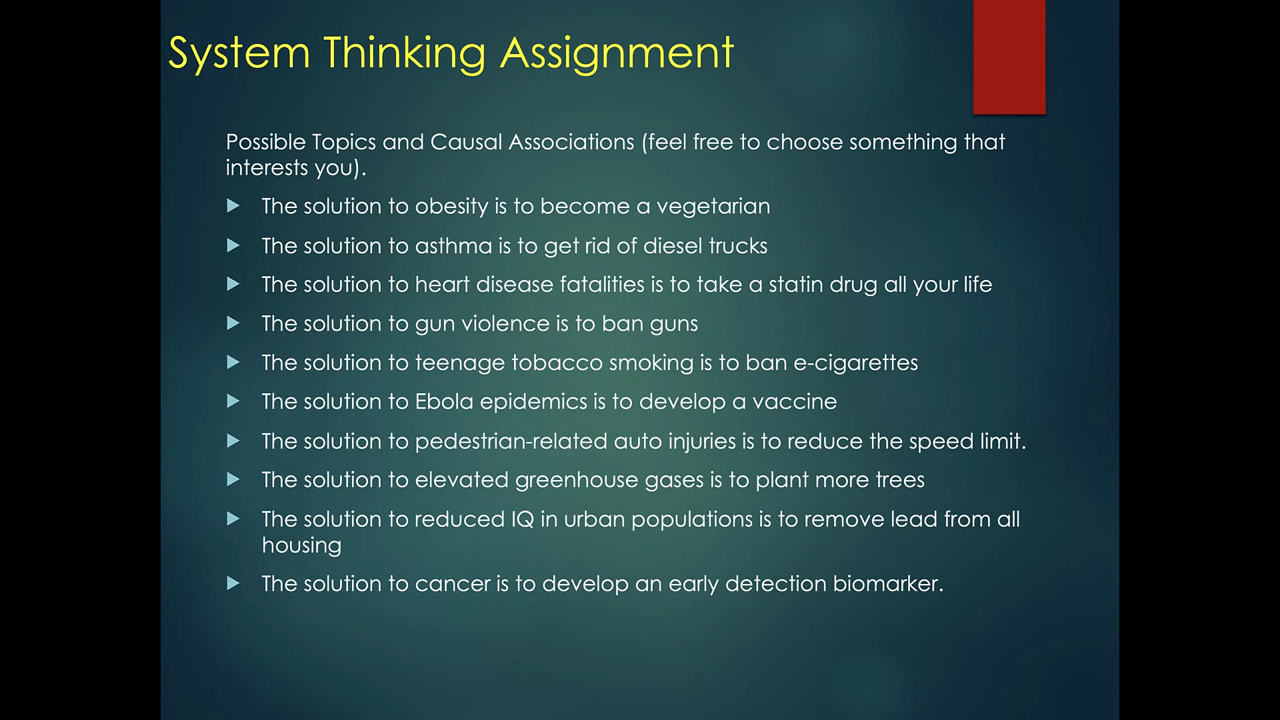 System Thinking Assignment
Possible Topics and Causal Associations (feel free to choose something that
interests you).
The solution to obesity is to become a vegetarian
The solution to asthma is to get rid of diesel trucks
The solution to heart disease fatalities is to take a statin drug all your life
The solution to gun violence is to ban guns
The solution to teenage tobacco smoking is to ban e-cigarettes
The solution to Ebola epidemics is to develop a vaccine
The solution to pedestrian-related auto injuries is to reduce the speed limit.
The solution to elevated greenhouse gases is to plant more trees
The solution to reduced IQ in urban populations is to remove lead from all
housing
The solution to cancer is to develop an early detection biomarker.